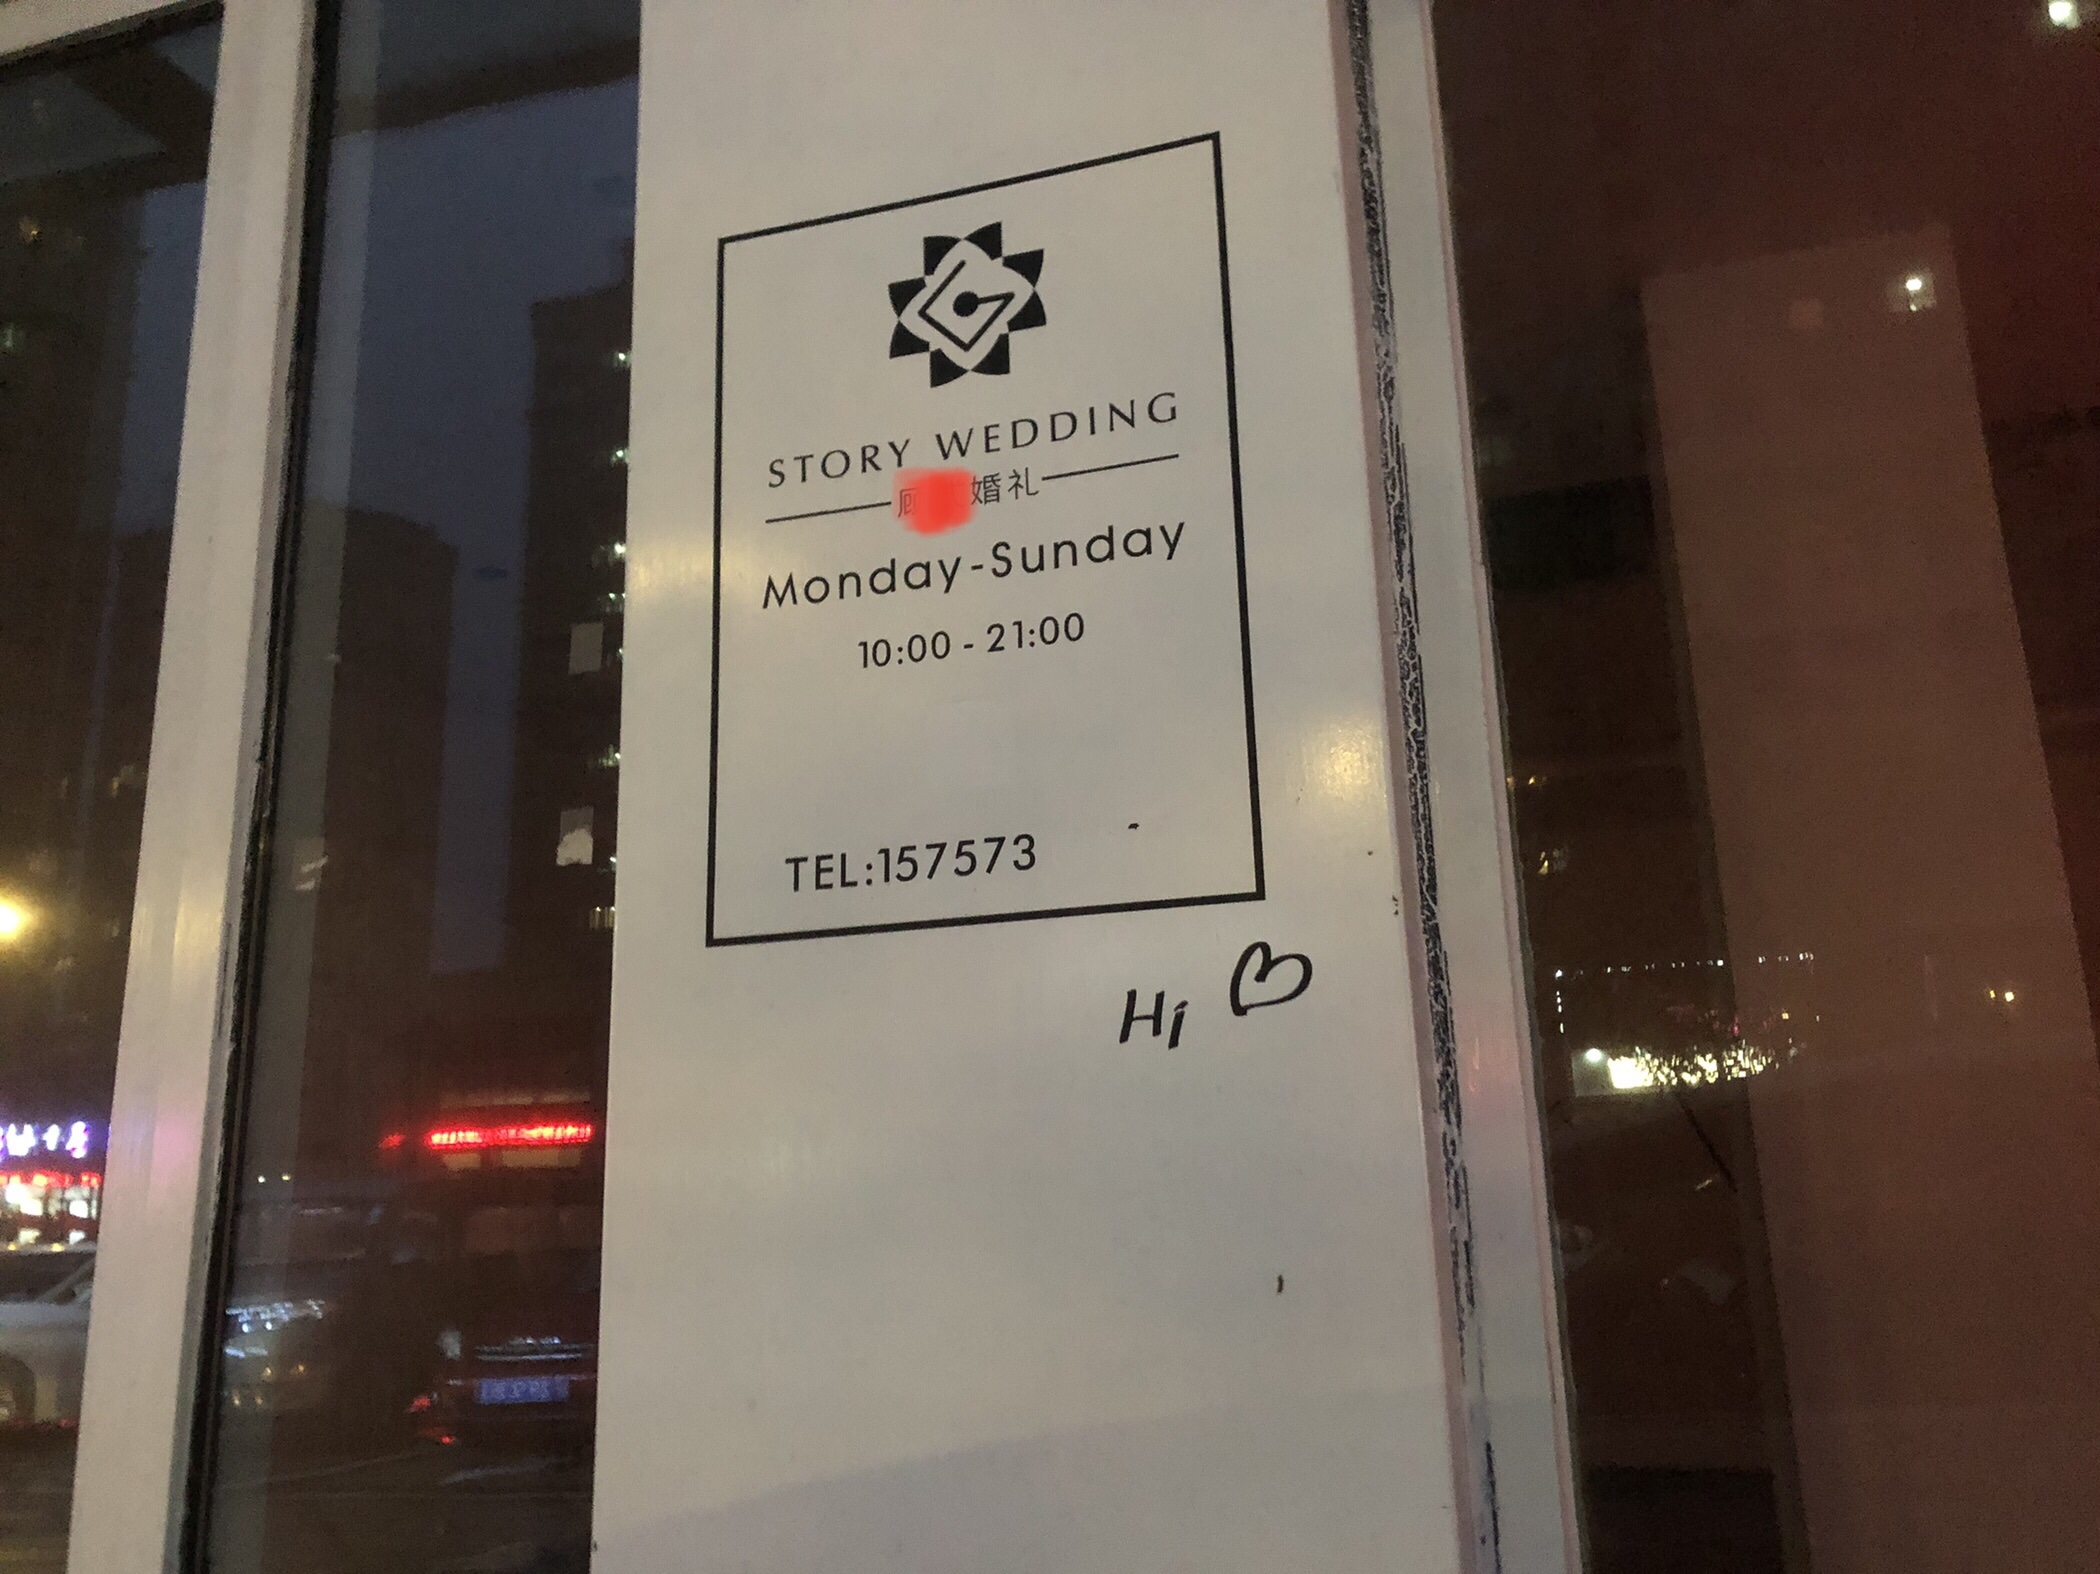 STORY WEDDING
婚礼
Monday-Sunday
10:00 - 21:00
TEL:157573
Hi